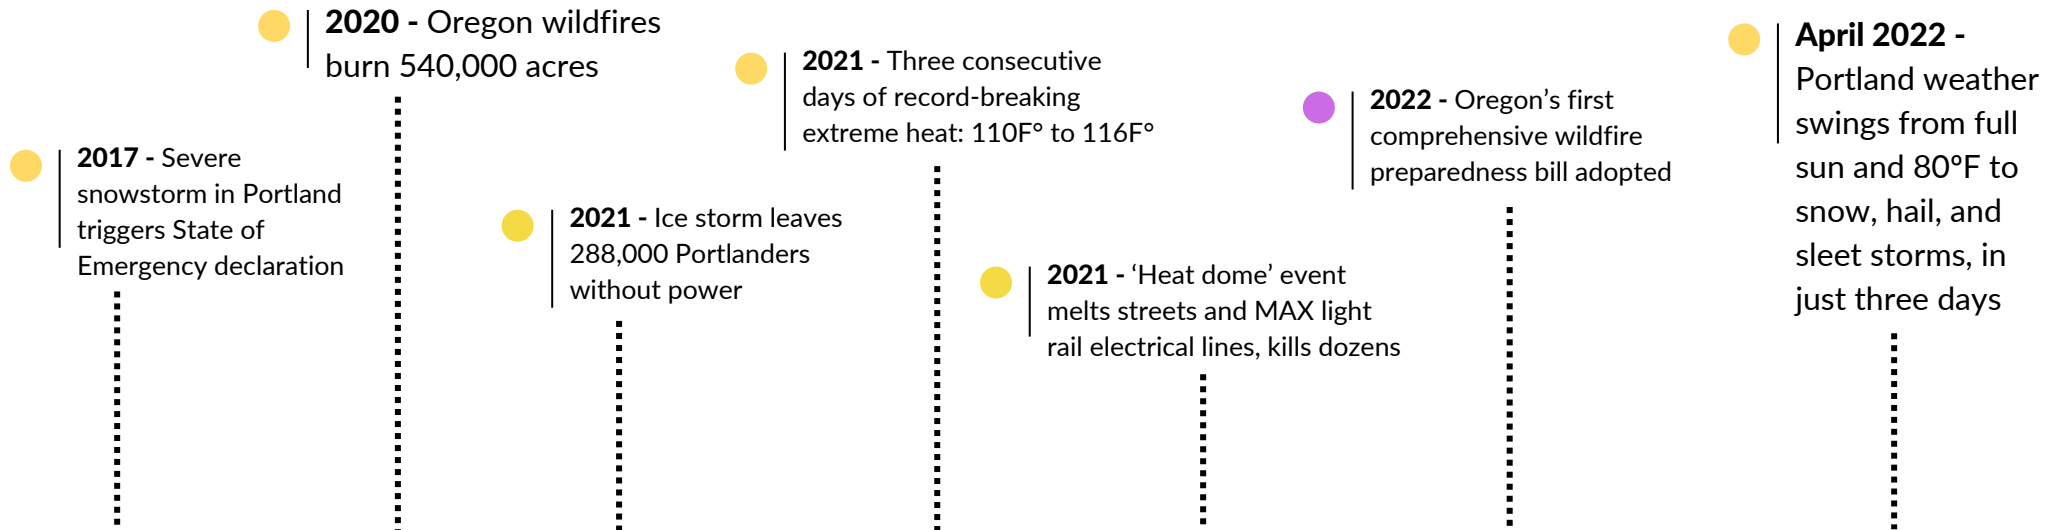 2017 - Severe
snowstorm in Portland
triggers State of
Emergency declaration
2020 - Oregon wildfires
burn 540,000 acres
2021 - Ice storm leaves
288,000 Portlanders
without power
2021 - Three consecutive
days of record-breaking
extreme heat: 110F° to 116F°
2021 - ‘Heat dome’ event
melts streets and MAX light
rail electrical lines, kills dozens
2022 - Oregon’s first
comprehensive wildfire
preparedness bill adopted
April 2022 -
Portland weather
swings from full
sun and 80°F to
snow, hail, and
sleet storms, in
just three days